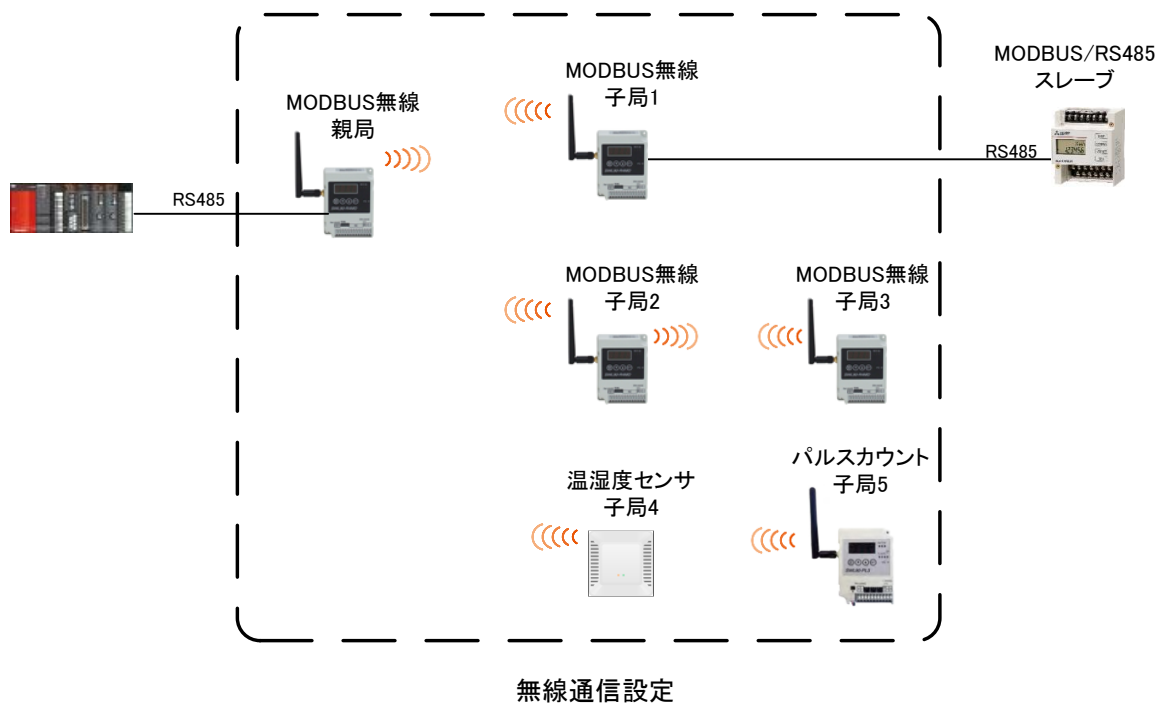 MODBUS無線
親局
MODBUS無線
子局1
MODBUS/RS485
スレーブ
RS485
RS485
MODBUS無線
子局2
MODBUS無線
子局3
温湿度センサ
子局4
パルスカウント
子局5
無線通信設定